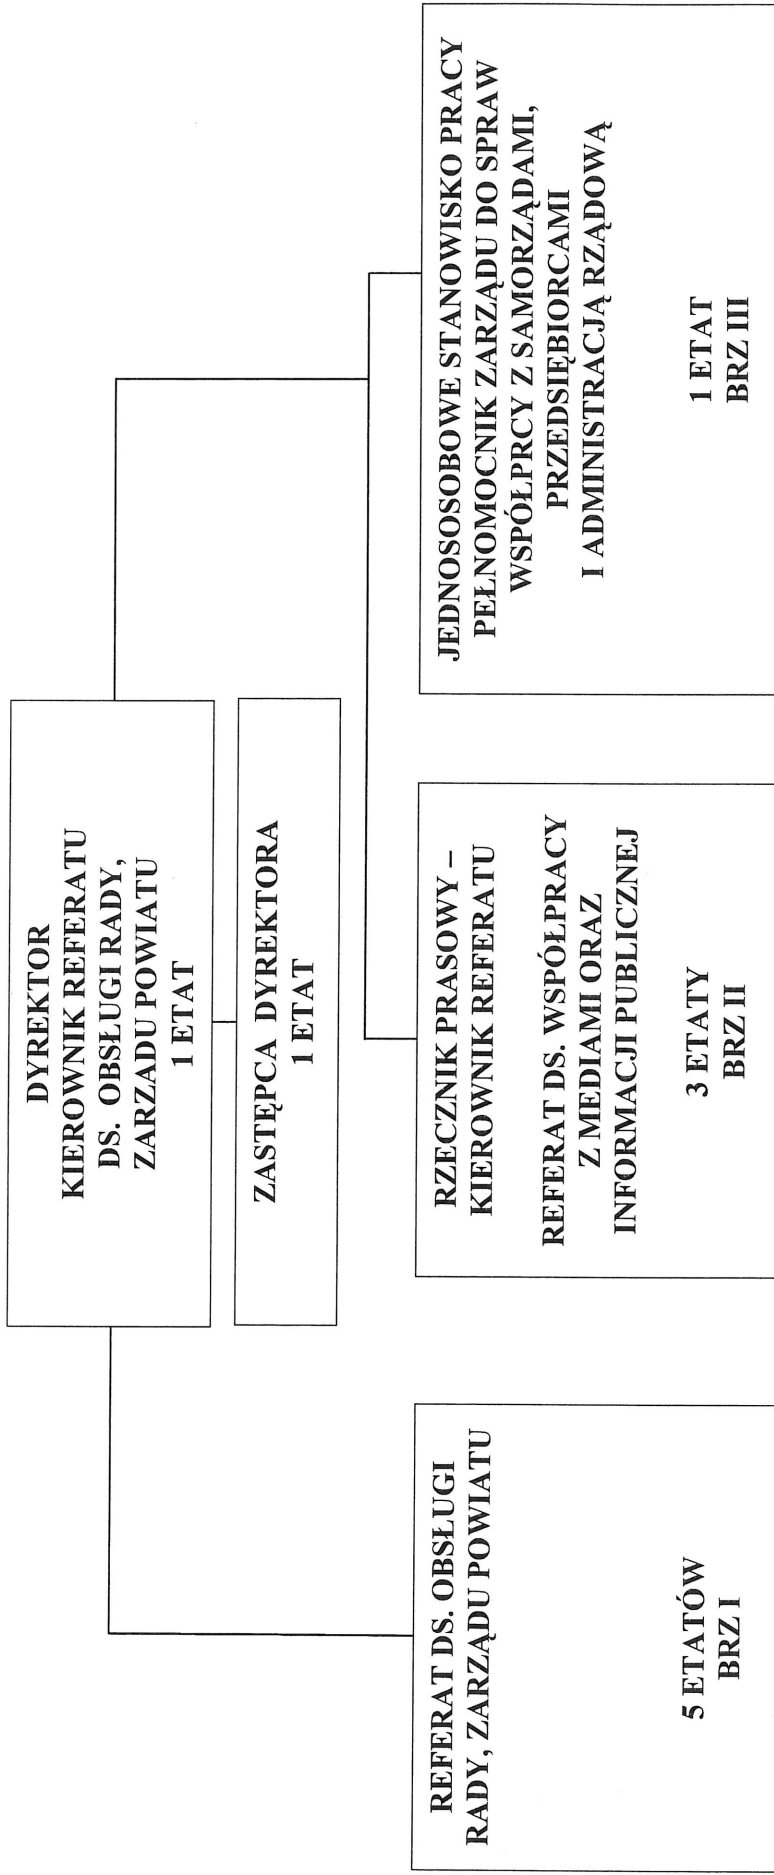 DYREKTOR
KIEROWNIK REFERATU
DS. OBSŁUGI RADY,
ZARZADU POWIATU
1 ETAT
ZASTĘPCA DYREKTORA
1 ETAT
REFERAT DS. OBSŁUGI
RADY, ZARZĄDU POWIATU
5 ETATÓW
BRZ I
RZECZNIK PRASOWY –
KIEROWNIK REFERATU
REFERAT DS. WSPÓŁPRACY
Z MEDIAMI ORAZ
INFORMACJI PUBLICZNEJ
3 ETATY
BRZ II
JEDNOSOSOBOWE STANOWISKO PRACY
PEŁNOMOCNIK ZARZĄDU DO SPRAW
WSPÓŁPRCY Z SAMORZĄDAMI,
PRZEDSIĘBIORCAMI
I ADMINISTRACJĄ RZĄDOWĄ
1 ETAT
BRZ III